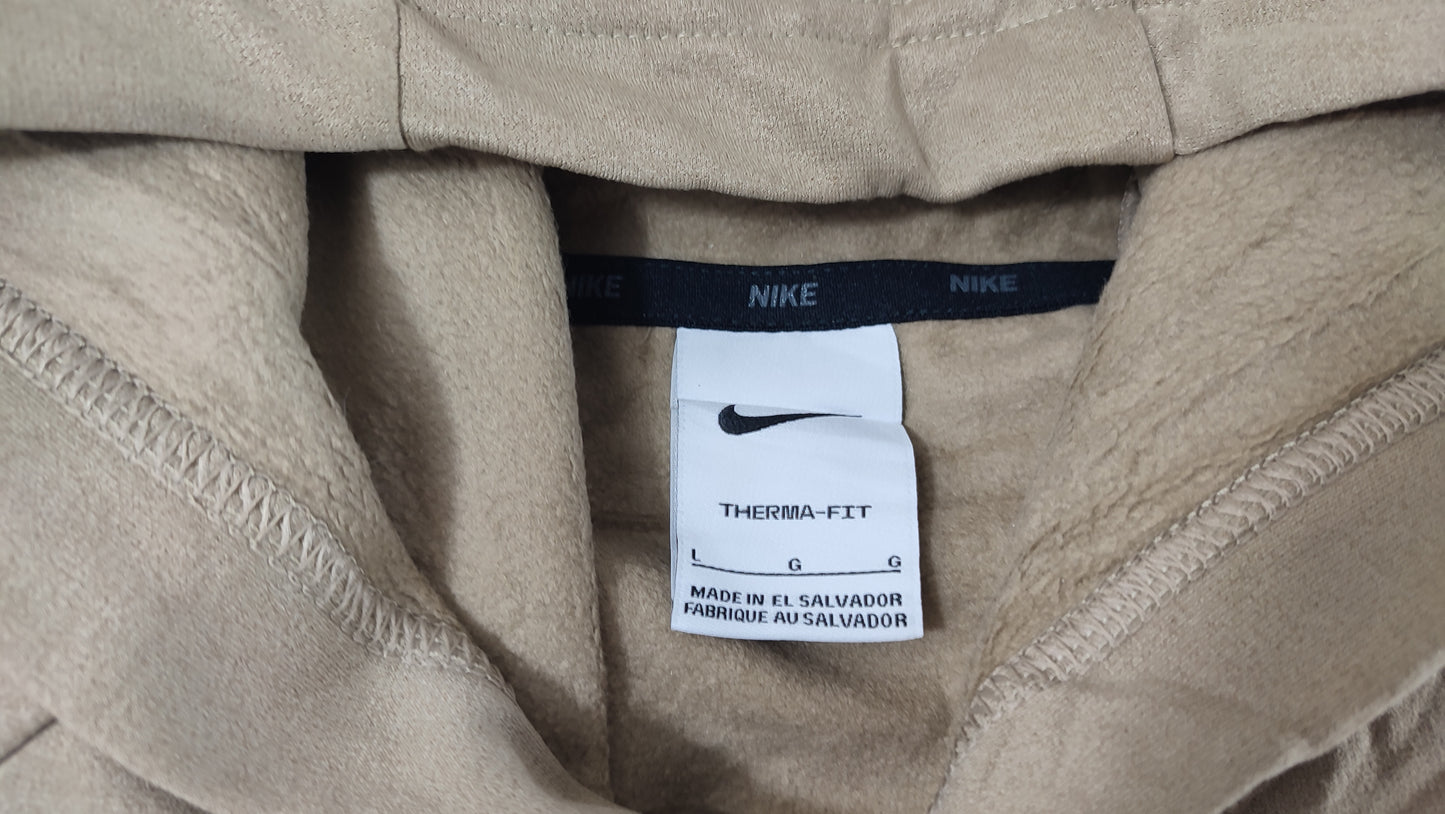 NIKE NIKE NIKE
THERMA-FIT
L G G
MADE IN EL SALVADOR
FABRIQUE AU SALVADOR